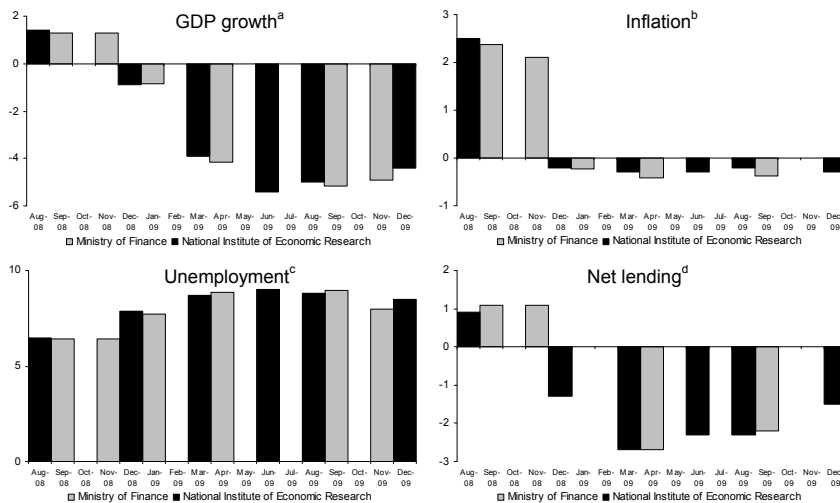 GDP growthᵃ
2
0
-2
-4
-6
Aug- Sep- Oct- Nov- Dec- Jan- Feb- Mar- Apr- May- Jun- Jul- Aug- Sep- Oct- Nov- Dec-
08 08 08 08 08 09 09 09 09 09 09 09 09 09 09 09 09
Ministry of Finance National Institute of Economic Research
Inflationᵇ
3
2
1
0
-1
Aug- Sep- Oct- Nov- Dec- Jan- Feb- Mar- Apr- May- Jun- Jul- Aug- Sep- Oct- Nov- Dec-
08 08 08 08 08 09 09 09 09 09 09 09 09 09 09 09 09
Ministry of Finance National Institute of Economic Research
Unemploymentᶜ
10
5
0
Aug- Sep- Oct- Nov- Dec- Jan- Feb- Mar- Apr- May- Jun- Jul- Aug- Sep- Oct- Nov- Dec-
08 08 08 08 08 09 09 09 09 09 09 09 09 09 09 09 09
Ministry of Finance National Institute of Economic Research
Net lendingᵈ
2
1
0
-1
-2
-3
Aug- Sep- Oct- Nov- Dec- Jan- Feb- Mar- Apr- May- Jun- Jul- Aug- Sep- Oct- Nov- Dec-
08 08 08 08 08 09 09 09 09 09 09 09 09 09 09 09 09
Ministry of Finance National Institute of Economic Research